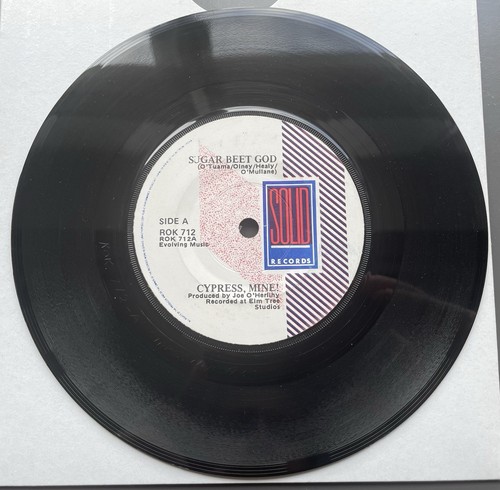 SUGAR BEET GOD
(O'Tuama/Olney/Healy/
O'Mullane)
SIDE A
ROK 712
ROK 712A
Evolving Music
SOLID
RECORDS
CYPRESS, MINE!
Produced by Joe O'Herlihy
Recorded at Elm Tree
Studios